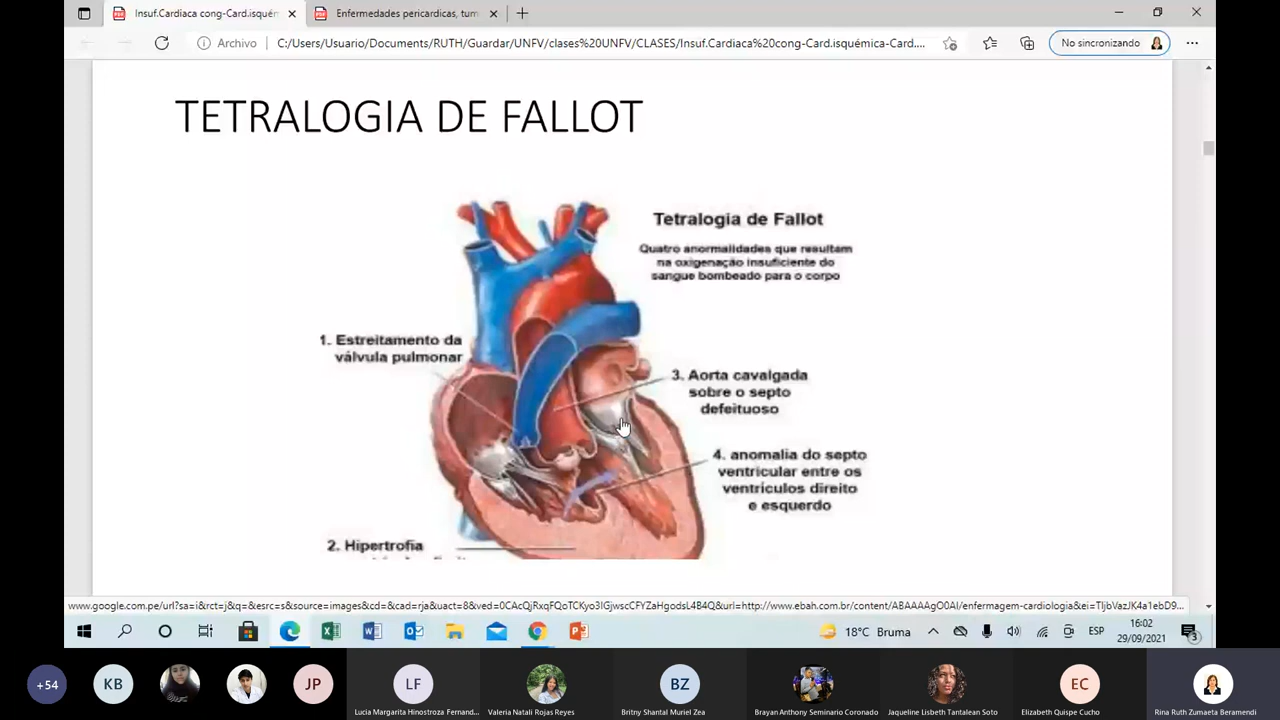 Insuf.Cardiaca cong-Card.isquém
Enfermedades pericardicas, tum
Archivo
C:/Users/Usuario/Documents/RUTH/Guardar/UNFV/clases%20UNFV/CLASES/Insuf.Cardiaca%20cong-Card.isquémica-Card....
No sincronizando
TETRALOGIA DE FALLOT
Tetralogia de Fallot
Quatro anormalidades que resultam
na oxigenação insuficiente do
sangue bombeado para o corpo
1. Estreitamento da
válvula pulmonar
3. Aorta cavalgada
sobre o septo
defeituoso
4. anomalia do septo
ventricular entre os
ventrículos direito
e esquerdo
2. Hipertrofia
18°C Bruma
ESP
16:02
29/09/2021
3
+54
KB
JP
LF
BZ
EC
Lucia Margarita Hinostroza Fernand...
Valeria Natali Rojas Reyes
Britny Shantal Muriel Zea
Brayan Anthony Seminario Coronado
Jaqueline Lisbeth Tantalean Soto
Elizabeth Quispe Cucho
Rina Ruth Zumaeta Beramendi